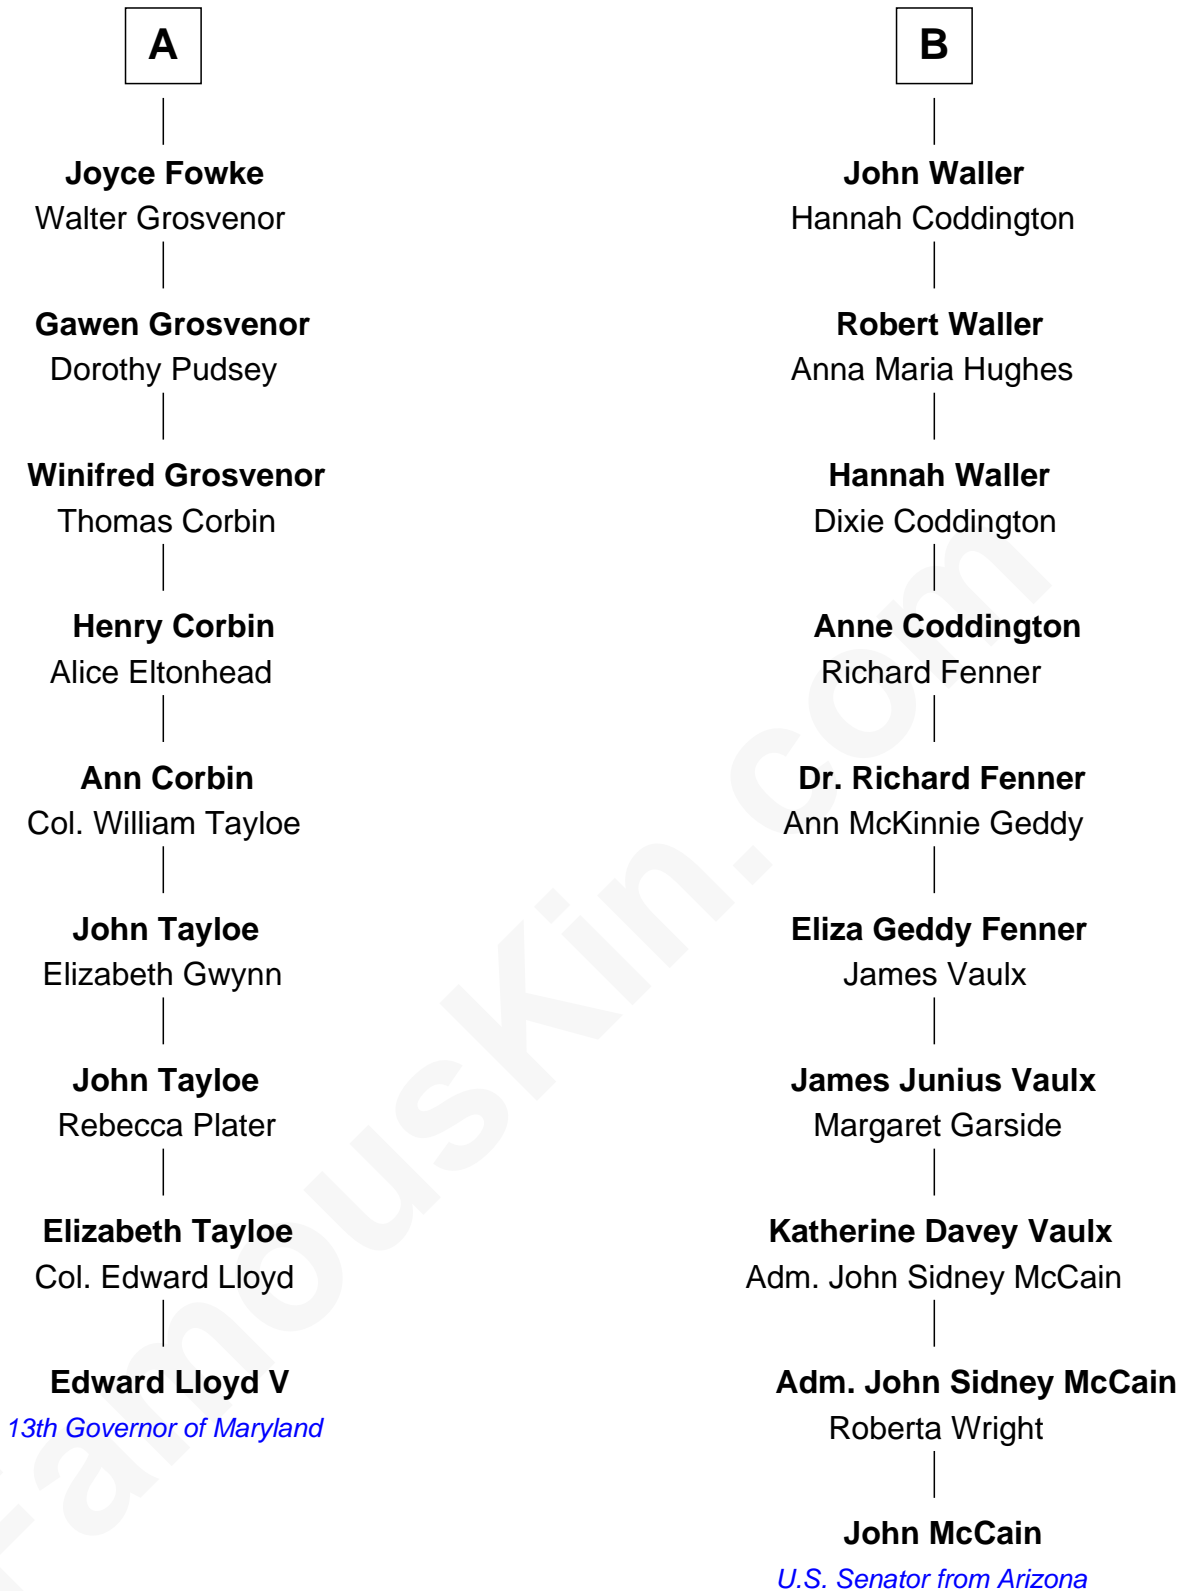 A
Joyce Fowke
Walter Grosvenor
Gawen Grosvenor
Dorothy Pudsey
Winifred Grosvenor
Thomas Corbin
Henry Corbin
Alice Eltonhead
Ann Corbin
Col. William Tayloe
John Tayloe
Elizabeth Gwynn
John Tayloe
Rebecca Plater
Elizabeth Tayloe
Col. Edward Lloyd
Edward Lloyd V
13th Governor of Maryland
B
John Waller
Hannah Coddington
Robert Waller
Anna Maria Hughes
Hannah Waller
Dixie Coddington
Anne Coddington
Richard Fenner
Dr. Richard Fenner
Ann McKinnie Geddy
Eliza Geddy Fenner
James Vaulx
James Junius Vaulx
Margaret Garside
Katherine Davey Vaulx
Adm. John Sidney McCain
Adm. John Sidney McCain
Roberta Wright
John McCain
U.S. Senator from Arizona
FamousKin.com